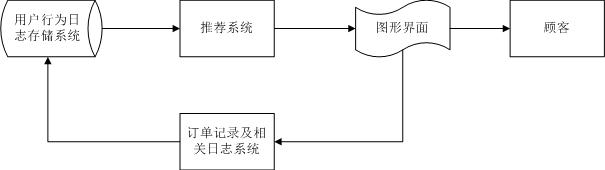 用户行为日
志存储系统
推荐系统
图形界面
顾客
订单记录及相
关日志系统